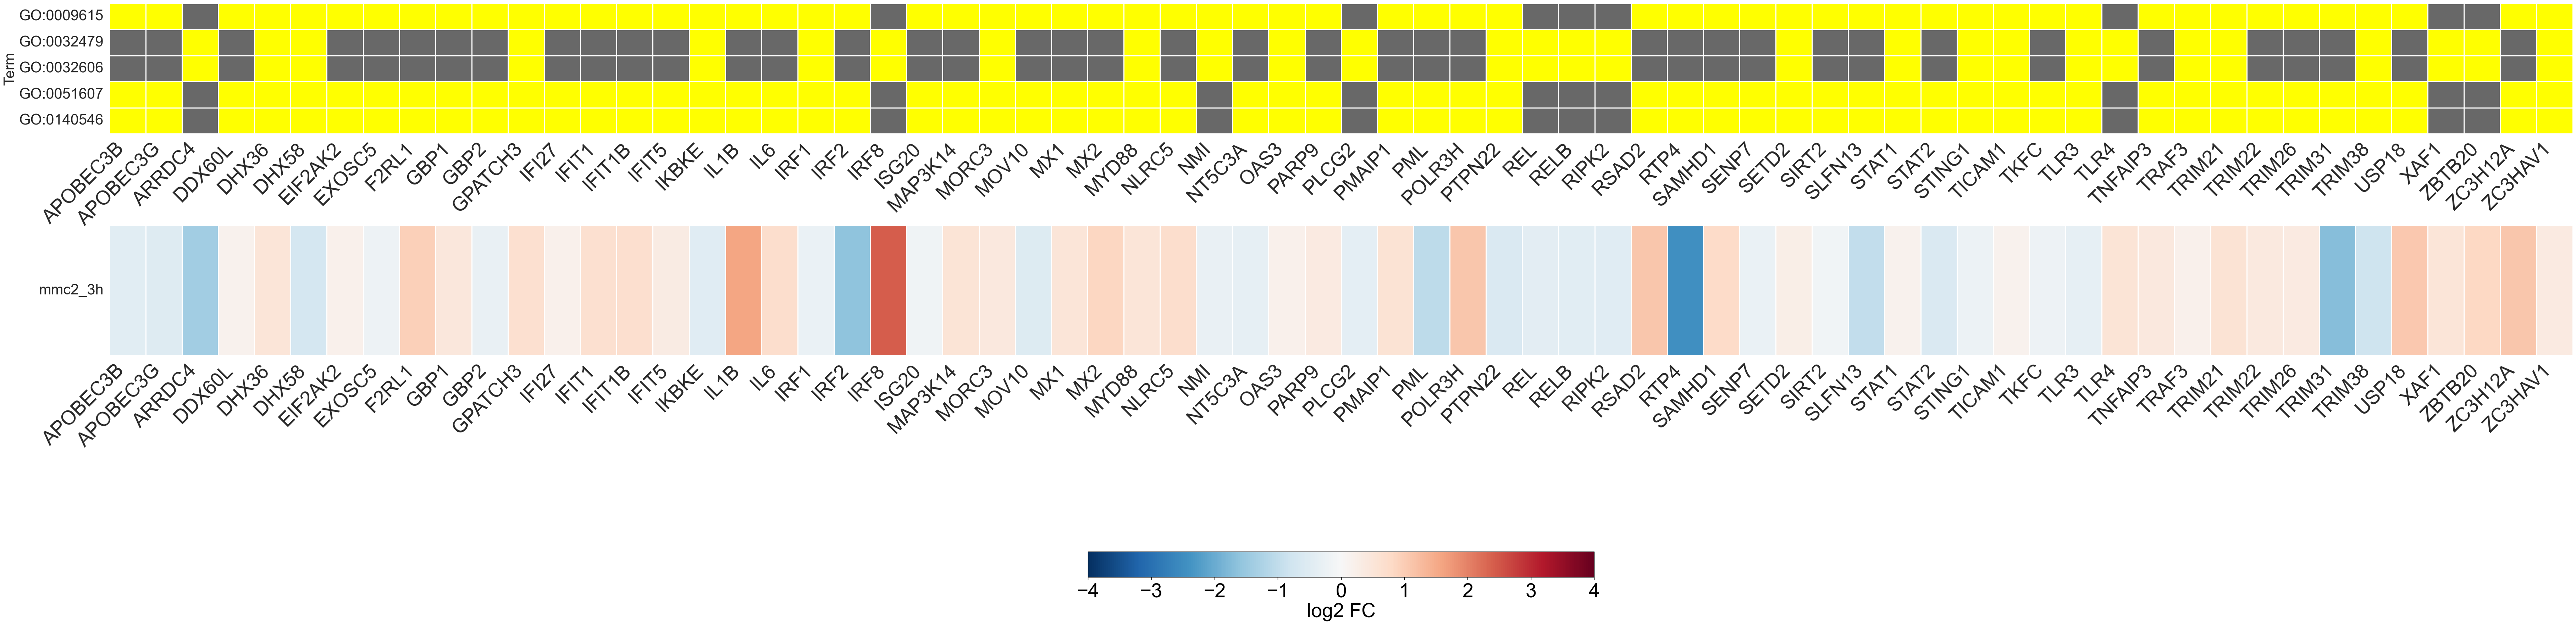 Term
GO:0009615
GO:0032479
GO:0032606
GO:0051607
GO:0140546
APOBEC3B APOBEC3G ARRDC4 DDX60L DHX36 DHX58 EIF2AK2 EXOSC5 F2RL1 GBP1 GBP2 GPATCH3 IFI27 IFIT1 IFIT1B IFIT5 IKBKE IL1B IL6 IRF1 IRF2 IRF8 ISG20 MAP3K14 MORC3 MOV10 MX1 MX2 MYD88 NLRC5 NMI NT5C3A OAS3 PARP9 PLCG2 PMAIP1 PML POLR3H PTPN22 REL RELB RIPK2 RSAD2 RTP4 SAMHD1 SENP7 SETD2 SIRT2 SLFN13 STAT1 STAT2 STING1 TICAM1 TKFC TLR3 TLR4 TNFAIP3 TRAF3 TRIM21 TRIM22 TRIM26 TRIM31 TRIM38 USP18 XAF1 ZBTB20 ZC3H12A ZC3HAV1
mmc2_3h
APOBEC3B APOBEC3G ARRDC4 DDX60L DHX36 DHX58 EIF2AK2 EXOSC5 F2RL1 GBP1 GBP2 GPATCH3 IFI27 IFIT1 IFIT1B IFIT5 IKBKE IL1B IL6 IRF1 IRF2 IRF8 ISG20 MAP3K14 MORC3 MOV10 MX1 MX2 MYD88 NLRC5 NMI NT5C3A OAS3 PARP9 PLCG2 PMAIP1 PML POLR3H PTPN22 REL RELB RIPK2 RSAD2 RTP4 SAMHD1 SENP7 SETD2 SIRT2 SLFN13 STAT1 STAT2 STING1 TICAM1 TKFC TLR3 TLR4 TNFAIP3 TRAF3 TRIM21 TRIM22 TRIM26 TRIM31 TRIM38 USP18 XAF1 ZBTB20 ZC3H12A ZC3HAV1
−4 −3 −2 −1 0 1 2 3 4
log2 FC